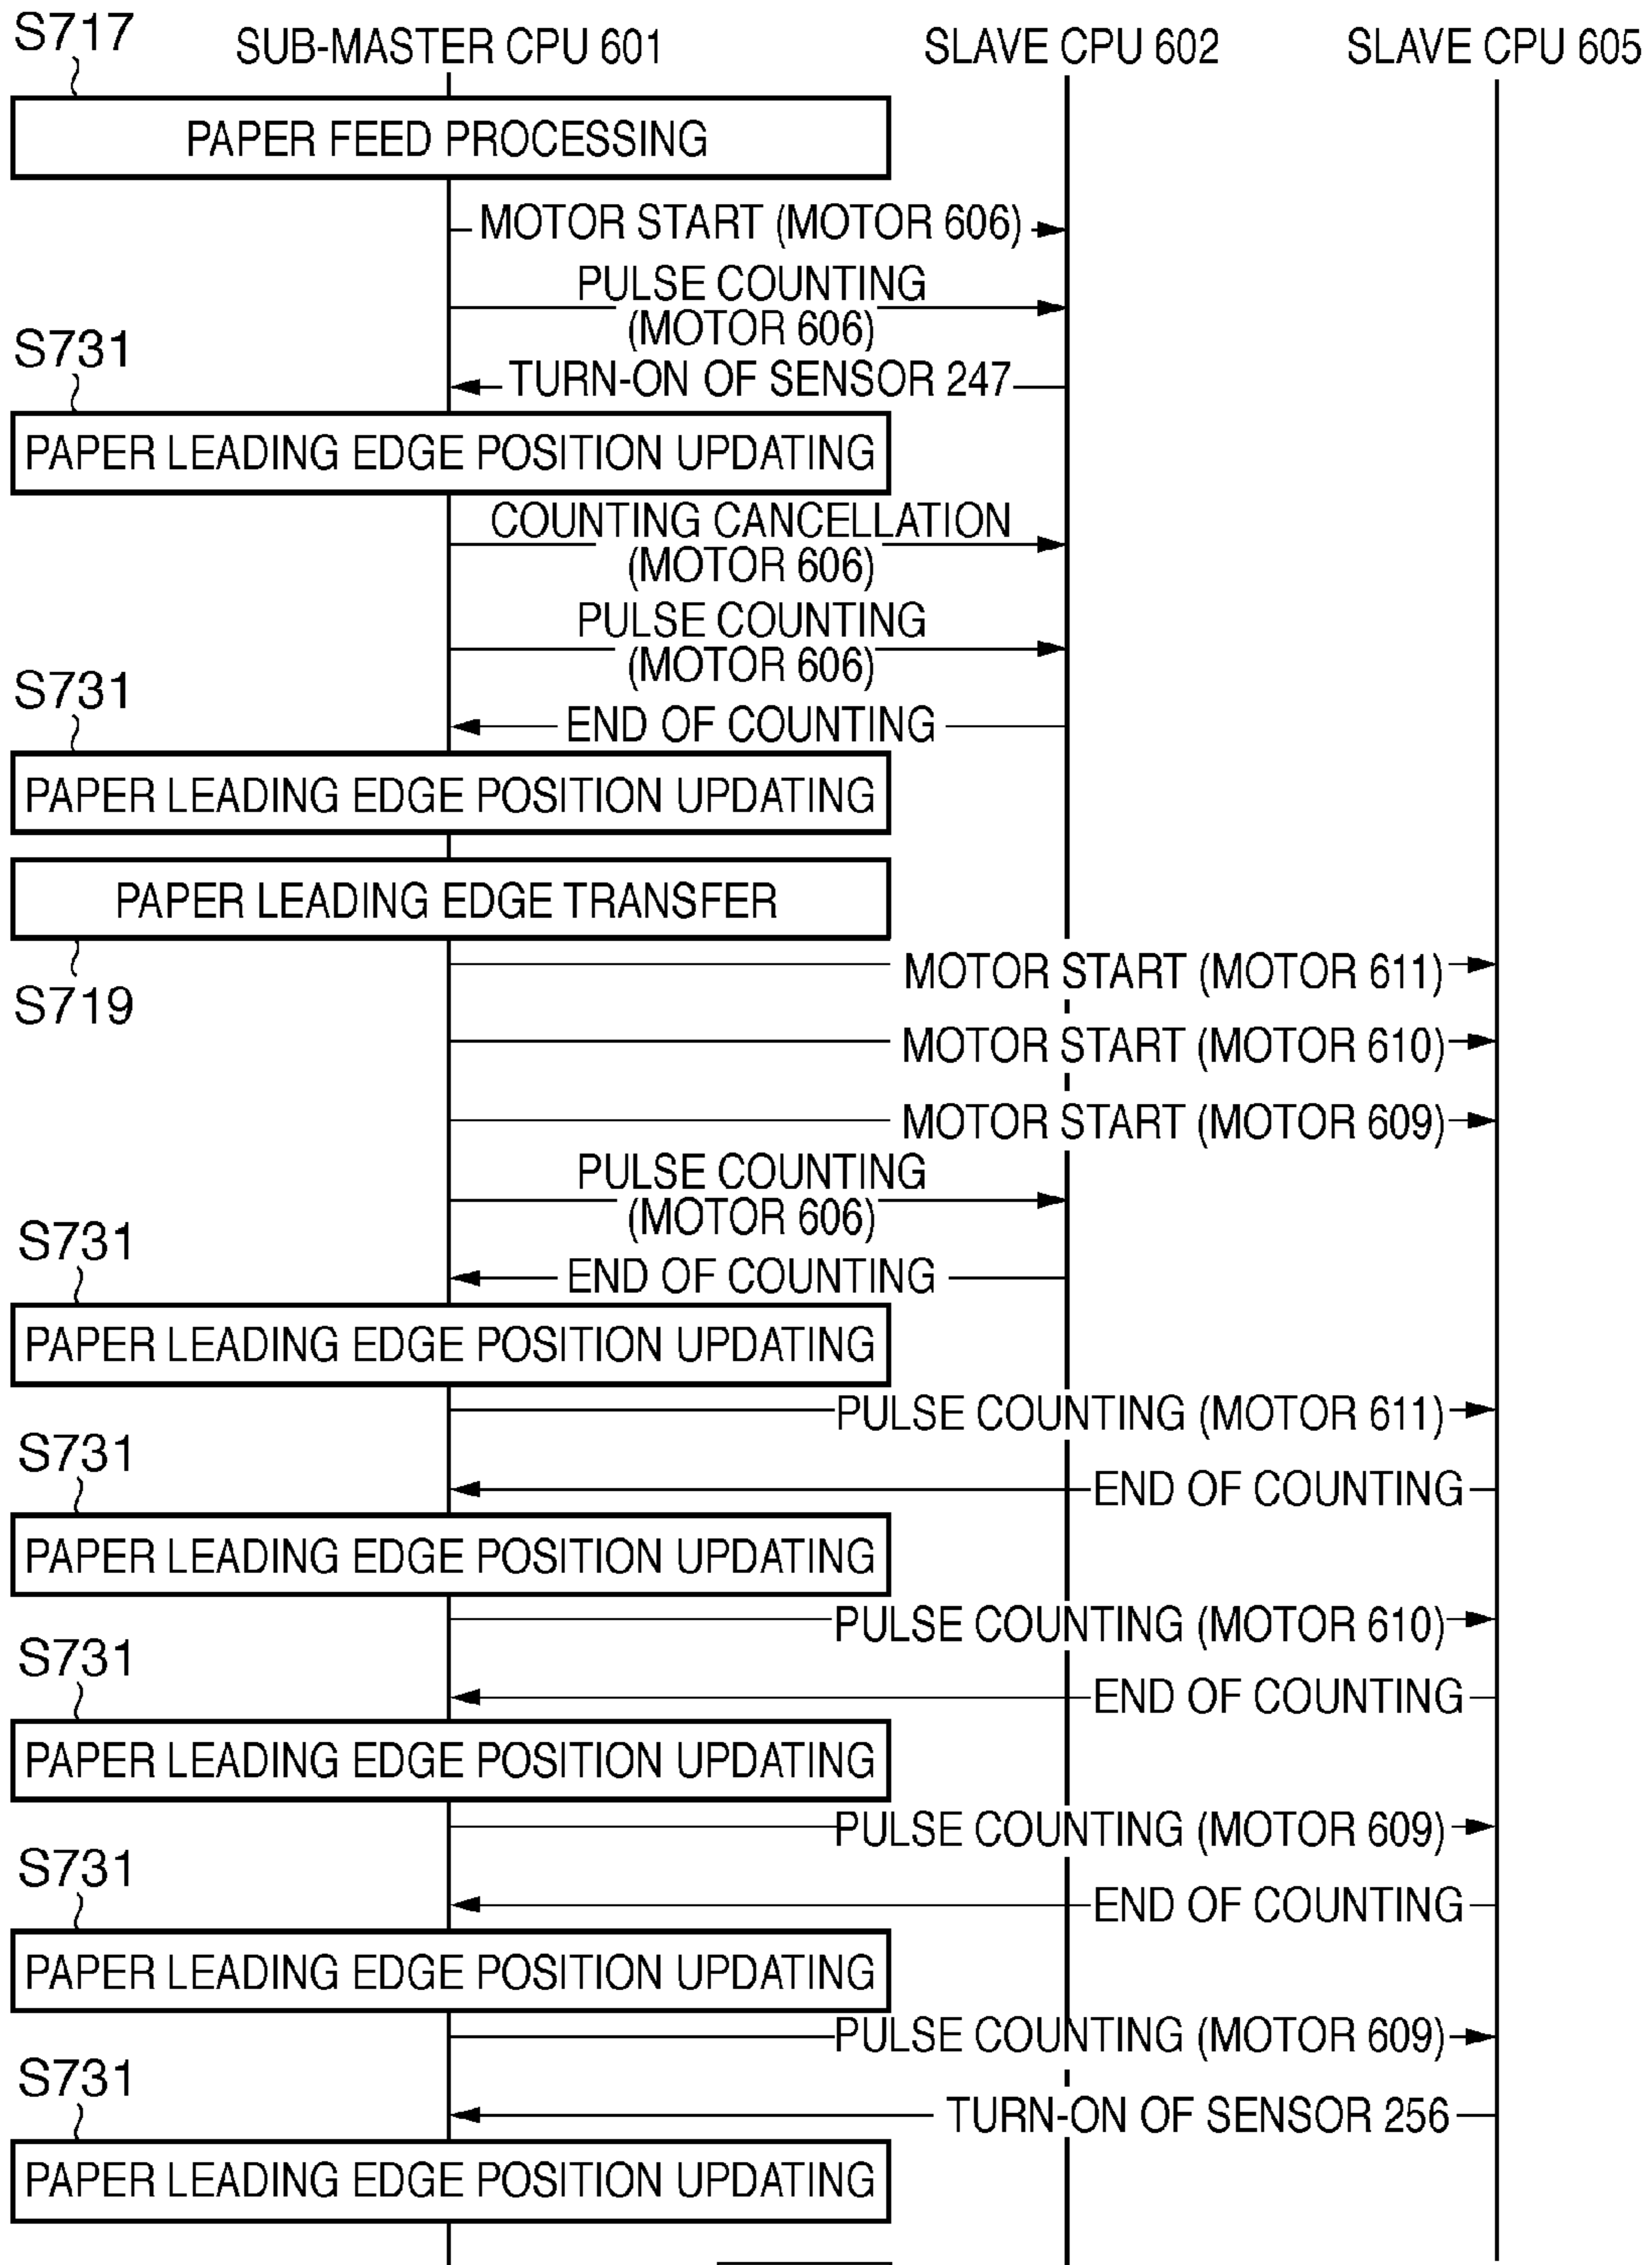 S717
SUB-MASTER CPU 601
SLAVE CPU 602
SLAVE CPU 605
PAPER FEED PROCESSING
MOTOR START (MOTOR 606)
PULSE COUNTING
(MOTOR 606)
S731
TURN-ON OF SENSOR 247
PAPER LEADING EDGE POSITION UPDATING
COUNTING CANCELLATION
(MOTOR 606)
PULSE COUNTING
(MOTOR 606)
S731
END OF COUNTING
PAPER LEADING EDGE POSITION UPDATING
PAPER LEADING EDGE TRANSFER
MOTOR START (MOTOR 611)
S719
MOTOR START (MOTOR 610)
MOTOR START (MOTOR 609)
PULSE COUNTING
(MOTOR 606)
S731
END OF COUNTING
PAPER LEADING EDGE POSITION UPDATING
PULSE COUNTING (MOTOR 611)
S731
END OF COUNTING
PAPER LEADING EDGE POSITION UPDATING
PULSE COUNTING (MOTOR 610)
S731
END OF COUNTING
PAPER LEADING EDGE POSITION UPDATING
PULSE COUNTING (MOTOR 609)
S731
END OF COUNTING
PAPER LEADING EDGE POSITION UPDATING
PULSE COUNTING (MOTOR 609)
S731
TURN-ON OF SENSOR 256
PAPER LEADING EDGE POSITION UPDATING